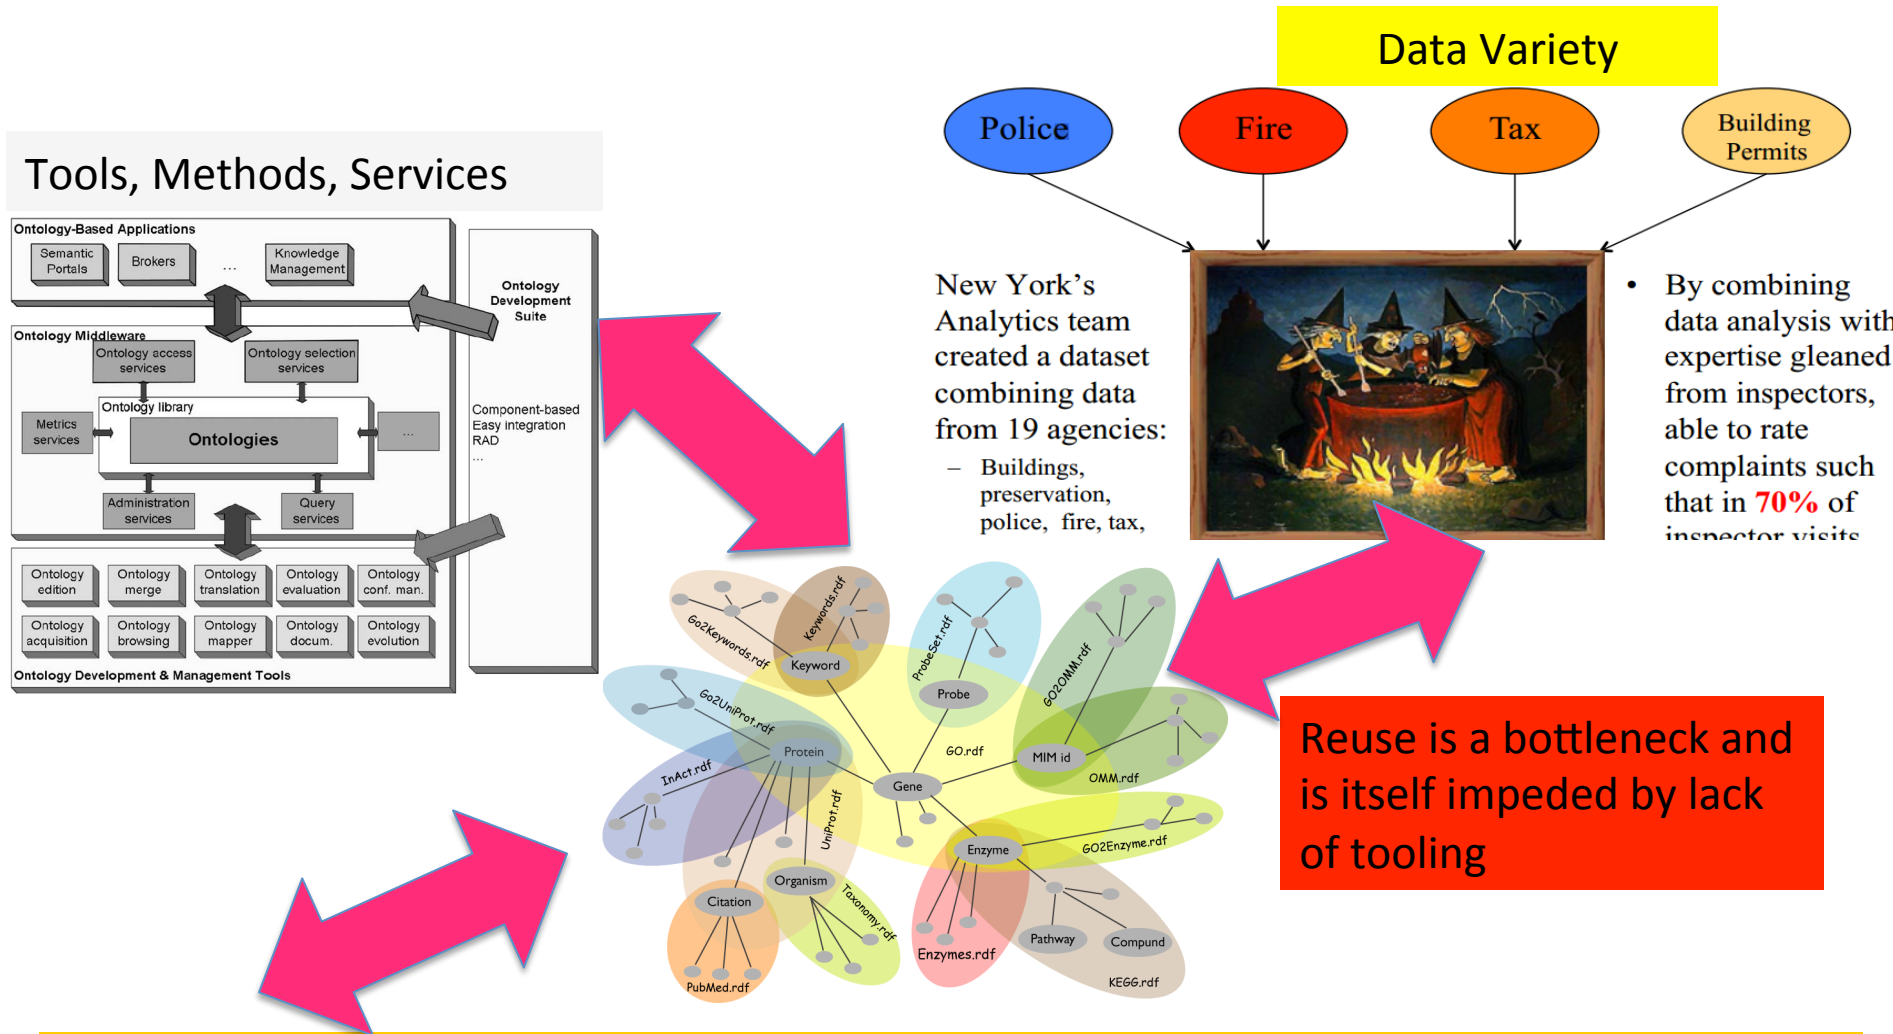 Data Variety
Police
Fire
Tax
Building
Permits
Tools, Methods, Services
Ontology-Based Applications
Semantic
Portals
Brokers
...
Knowledge
Management
Ontology
Development
Suite
Component-based
Easy integration
RAD
...
Ontology Middleware
Ontology access
services
Ontology selection
services
Ontology library
Metrics
services
Ontologies
...
Administration
services
Query
services
Ontology
edition
Ontology
merge
Ontology
translation
Ontology
evaluation
Ontology
conf. man.
Ontology
acquisition
Ontology
browsing
Ontology
mapper
Ontology
docum.
Ontology
evolution
Ontology Development & Management Tools
New York's
Analytics team
created a dataset
combining data
from 19 agencies:
– Buildings,
preservation,
police, fire, tax,
• By combining
data analysis with
expertise gleaned
from inspectors,
able to rate
complaints such
that in 70% of
inspector visits
Go2Keywords.rdf
Keywords.rdf
Keyword
ProbeSet.rdf
Probe
GO2OMM.rdf
MIM id
OMM.rdf
Go2UniProt.rdf
Protein
GO.rdf
Gene
InAct.rdf
UniProt.rdf
Enzyme
GO2Enzyme.rdf
Organism
Taxonomy.rdf
Citation
PubMed.rdf
Enzymes.rdf
Pathway
Compund
KEGG.rdf
Reuse is a bottleneck and
is itself impeded by lack
of tooling